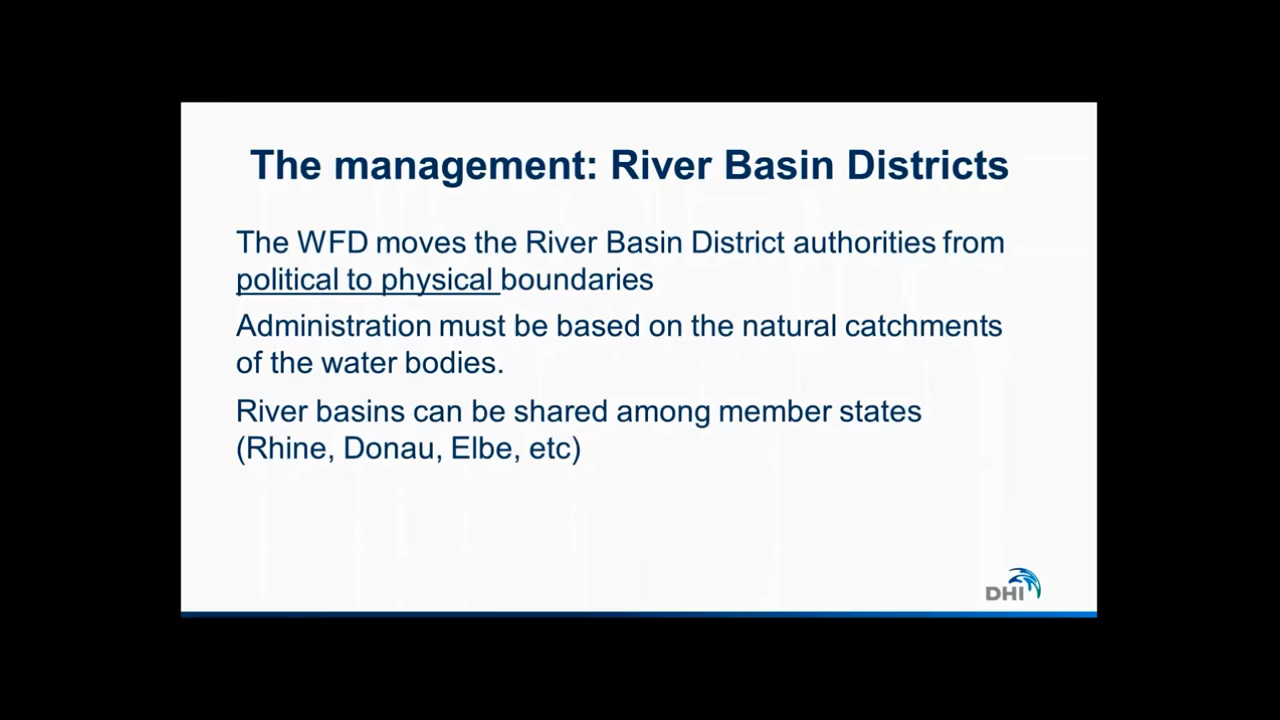 The management: River Basin Districts
The WFD moves the River Basin District authorities from
political to physical boundaries
Administration must be based on the natural catchments
of the water bodies.
River basins can be shared among member states
(Rhine, Donau, Elbe, etc)
DHI